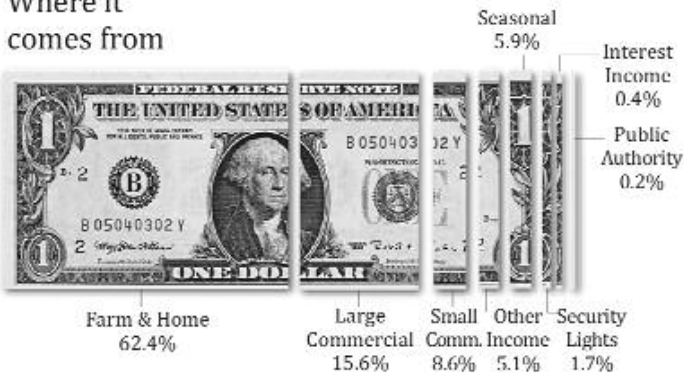 Where it
comes from
Seasonal
5.9%
Interest
Income
0.4%
Public
Authority
0.2%
FEDERAL RESERVE NOTE
THE UNITED STATES OF AMERICA
B 05040302 Y
B
B 05040302 Y
2
2
1
1
1
1
ONE DOLLAR
Farm & Home
62.4%
Large
Commercial
15.6%
Small
Comm.
8.6%
Other
Income
5.1%
Security
Lights
1.7%